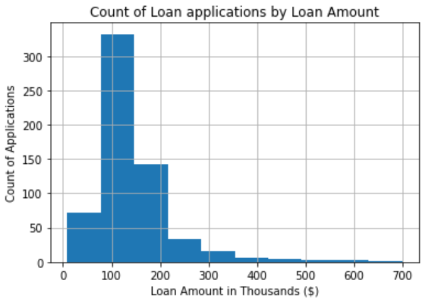 Count of Loan applications by Loan Amount
300
250
200
150
100
50
0
Count of Applications
0 100 200 300 400 500 600 700
Loan Amount in Thousands ($)